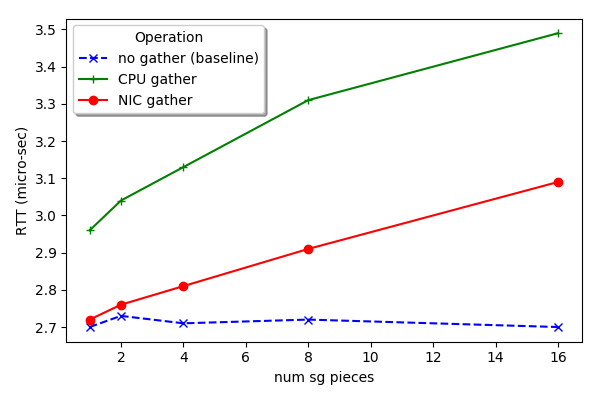 Operation
no gather (baseline)
CPU gather
NIC gather
RTT (micro-sec)
3.5
3.4
3.3
3.2
3.1
3.0
2.9
2.8
2.7
2 4 6 8 10 12 14 16
num sg pieces